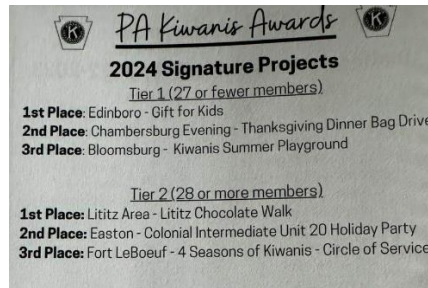 PA Kiwanis Awards
2024 Signature Projects
Tier 1 (27 or fewer members)
1st Place: Edinboro - Gift for Kids
2nd Place: Chambersburg Evening - Thanksgiving Dinner Bag Drive
3rd Place: Bloomsburg - Kiwanis Summer Playground
Tier 2 (28 or more members)
1st Place: Lititz Area - Lititz Chocolate Walk
2nd Place: Easton - Colonial Intermediate Unit 20 Holiday Party
3rd Place: Fort LeBoeuf - 4 Seasons of Kiwanis - Circle of Service